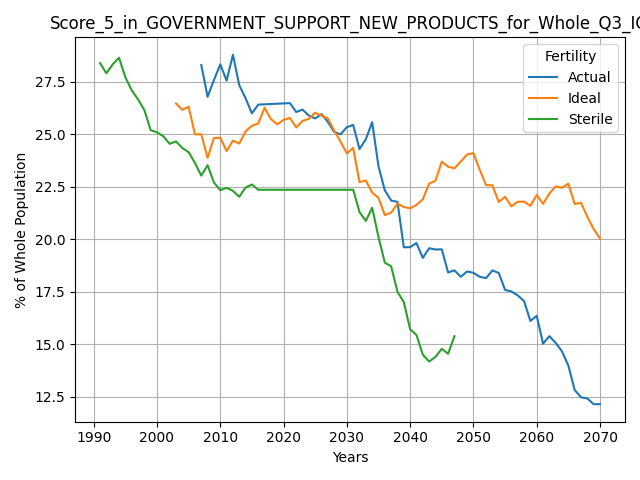 Score_5_in_GOVERNMENT_SUPPORT_NEW_PRODUCTS_for_Whole_Q3_IC
Fertility
Actual
Ideal
Sterile
27.5
25.0
22.5
20.0
17.5
15.0
12.5
% of Whole Population
1990 2000 2010 2020 2030 2040 2050 2060 2070
Years